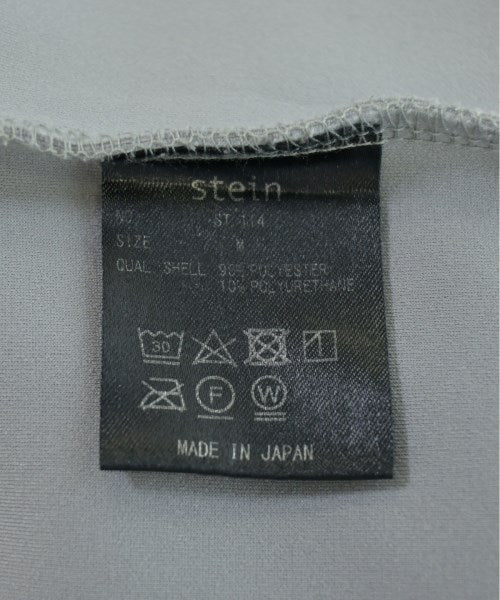 stein
NO. ST.114
SIZE M
QUAL SHELL 90% POLYESTER
10% POLYURETHANE
30
F W
MADE IN JAPAN